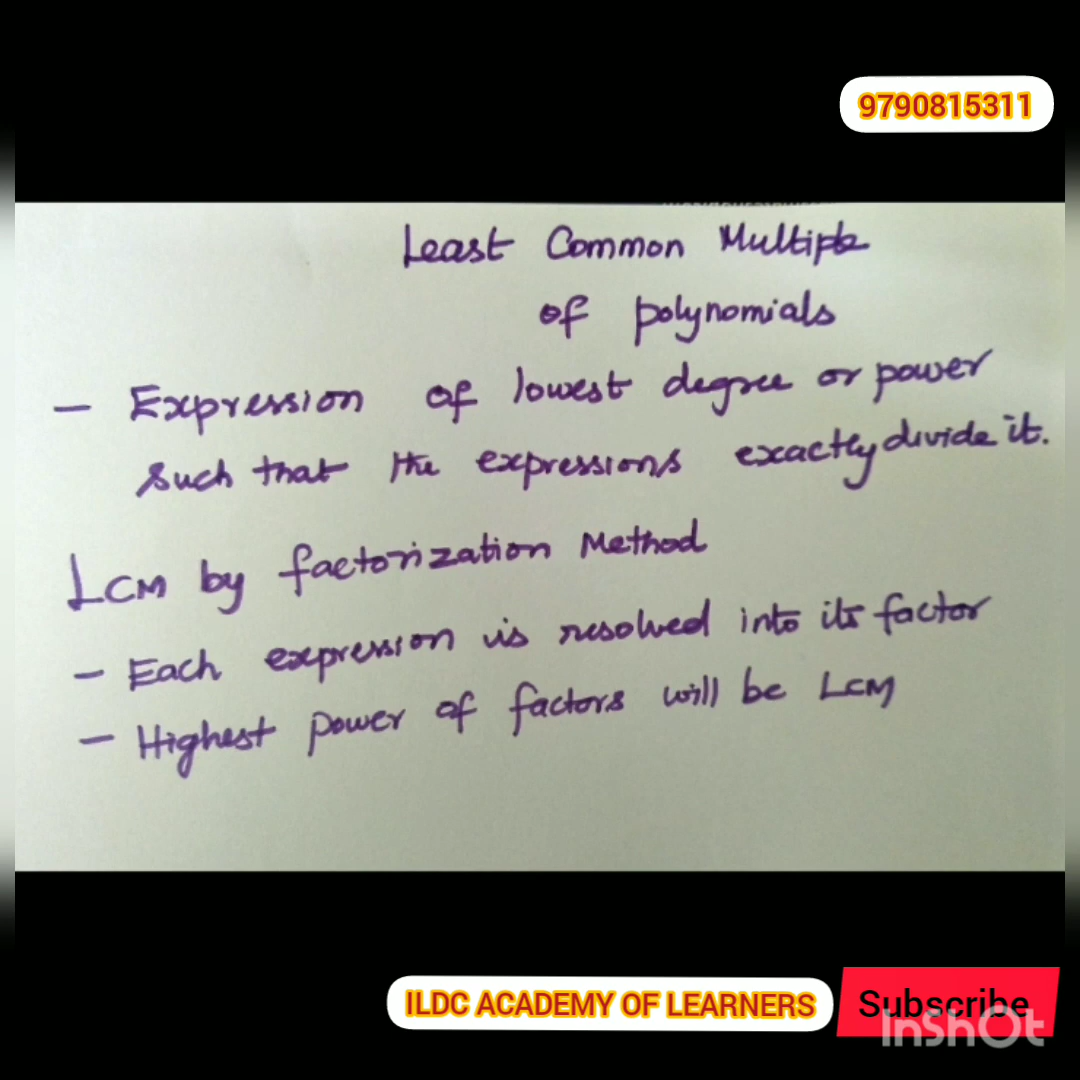 9790815311
Least Common Multiple
of polynomials
- Expression of lowest degree or power
such that the expressions exactly divide it.
LCM by factorization Method
- Each expression is resolved into its factor
- Highest power of factors will be LCM
ILDC ACADEMY OF LEARNERS
Subscribe
InShOt